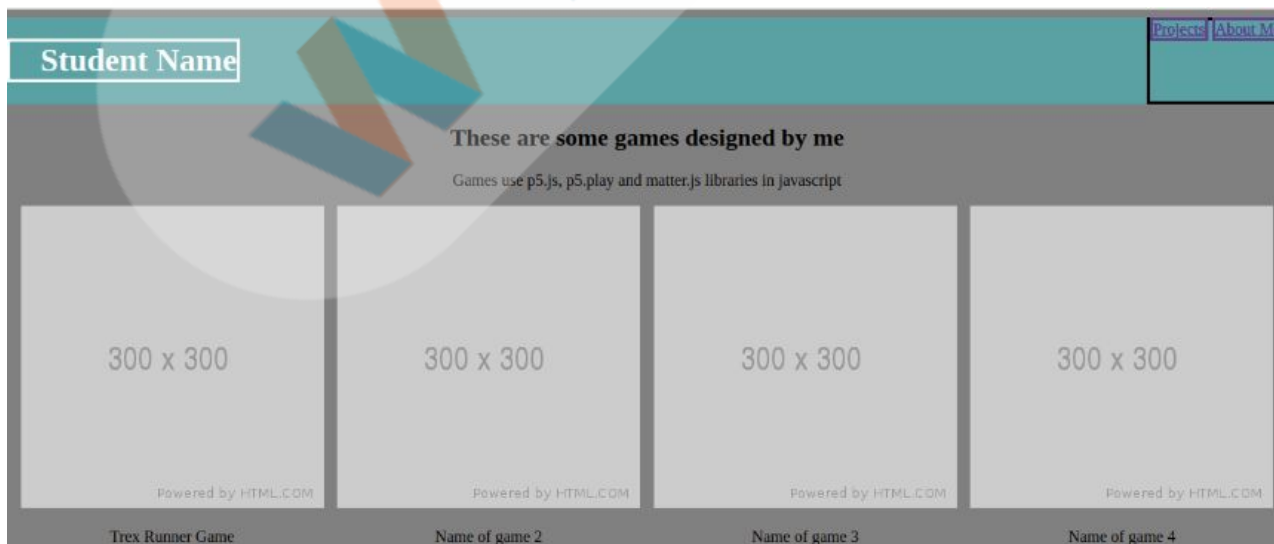 Projects About M
Student Name
These are some games designed by me
Games use p5.js, p5.play and matter.js libraries in javascript
300 x 300 300 x 300 300 x 300 300 x 300
Powered by HTML.COM Powered by HTML.COM Powered by HTML.COM Powered by HTML.COM
Trex Runner Game Name of game 2 Name of game 3 Name of game 4